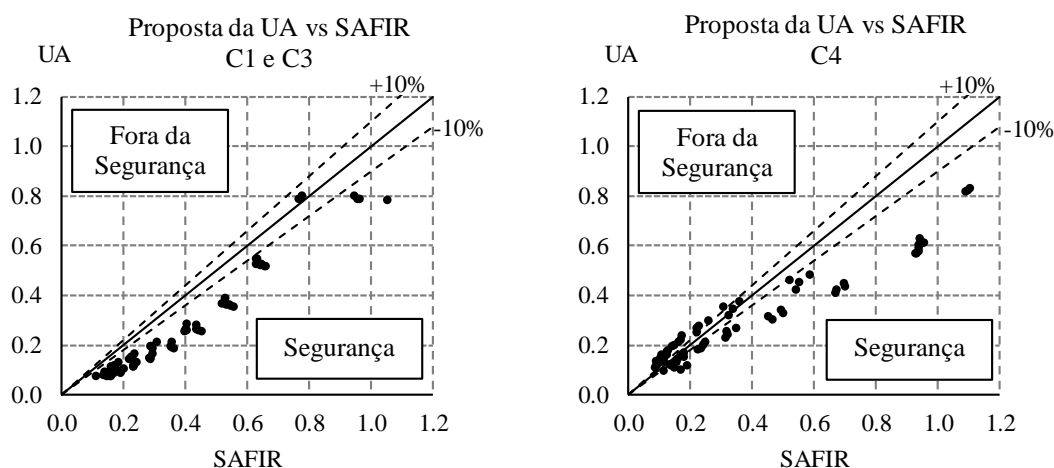 Proposta da UA vs SAFIR
C1 e C3
UA
+10%
-10%
Fora da
Segurança
Segurança
1.2
1.0
0.8
0.6
0.4
0.2
0.0
0.0 0.2 0.4 0.6 0.8 1.0 1.2
SAFIR
Proposta da UA vs SAFIR
C4
UA
+10%
-10%
Fora da
Segurança
Segurança
1.2
1.0
0.8
0.6
0.4
0.2
0.0
0.0 0.2 0.4 0.6 0.8 1.0 1.2
SAFIR